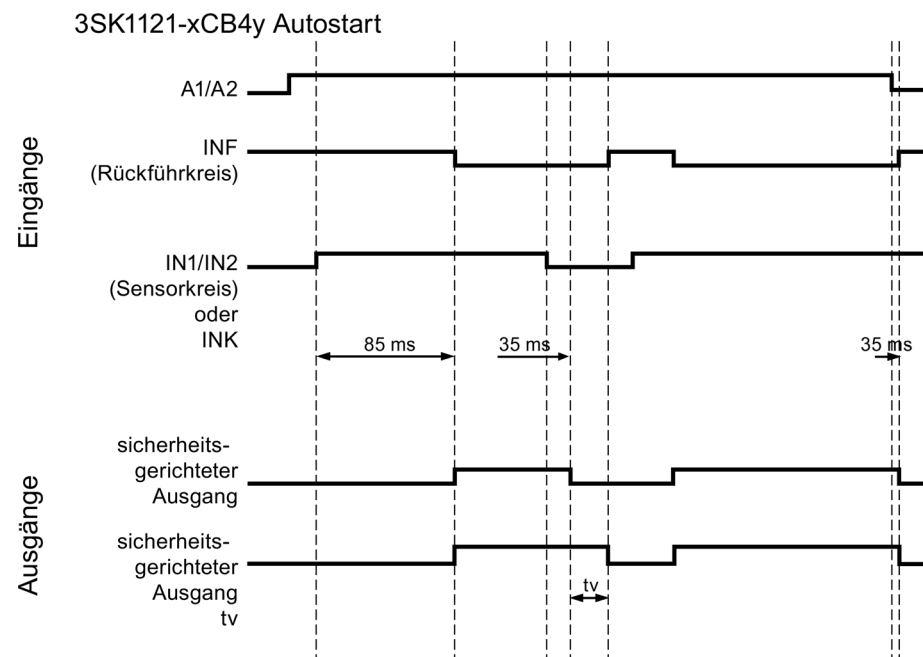 3SK1121-xCB4y Autostart
Eingänge
A1/A2
INF
(Rückführkreis)
IN1/IN2
(Sensorkreis)
oder
INK
85 ms
35 ms
35 ms
Ausgänge
sicherheits-
gerichteter
Ausgang
sicherheits-
gerichteter
Ausgang
tv
tv